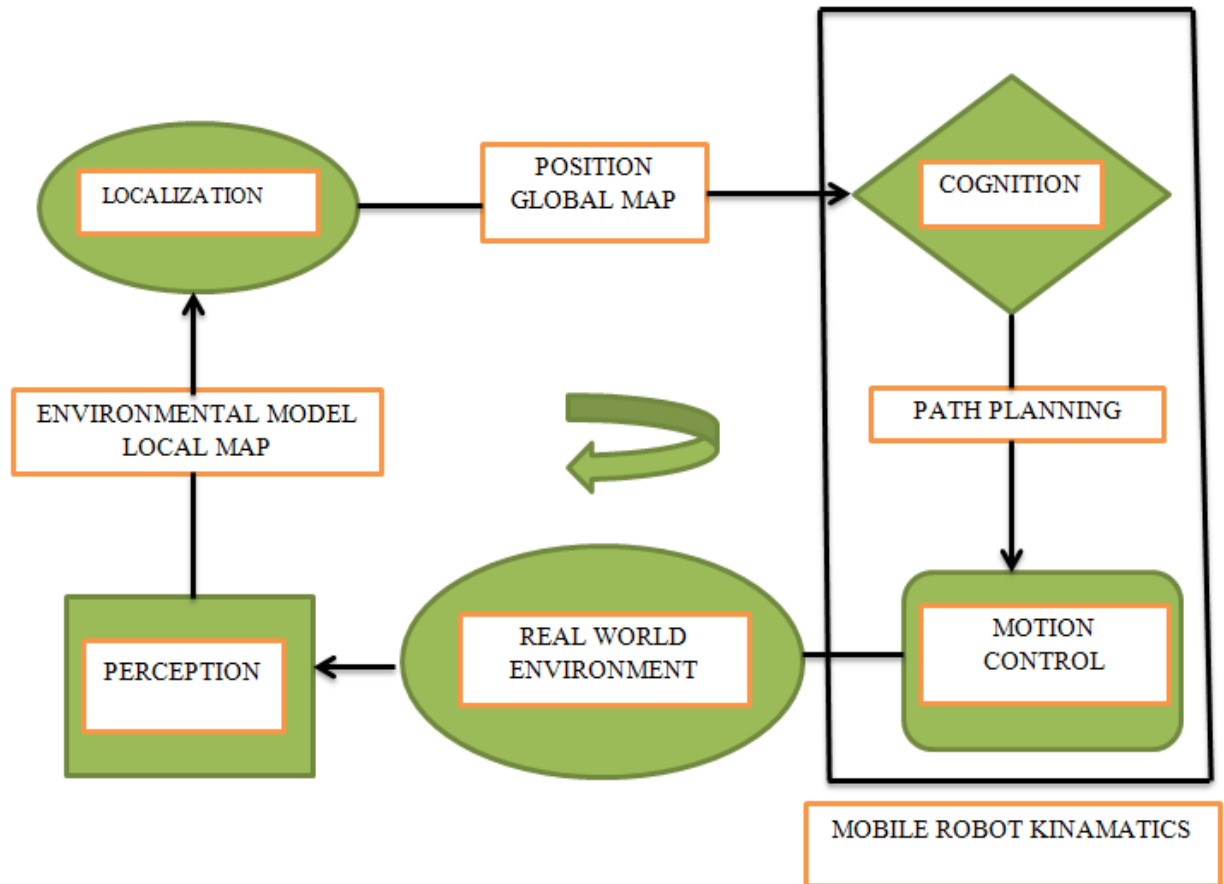 LOCALIZATION
POSITION
GLOBAL MAP
COGNITION
ENVIRONMENTAL MODEL
LOCAL MAP
PATH PLANNING
PERCEPTION
REAL WORLD
ENVIRONMENT
MOTION
CONTROL
MOBILE ROBOT KINAMATICS